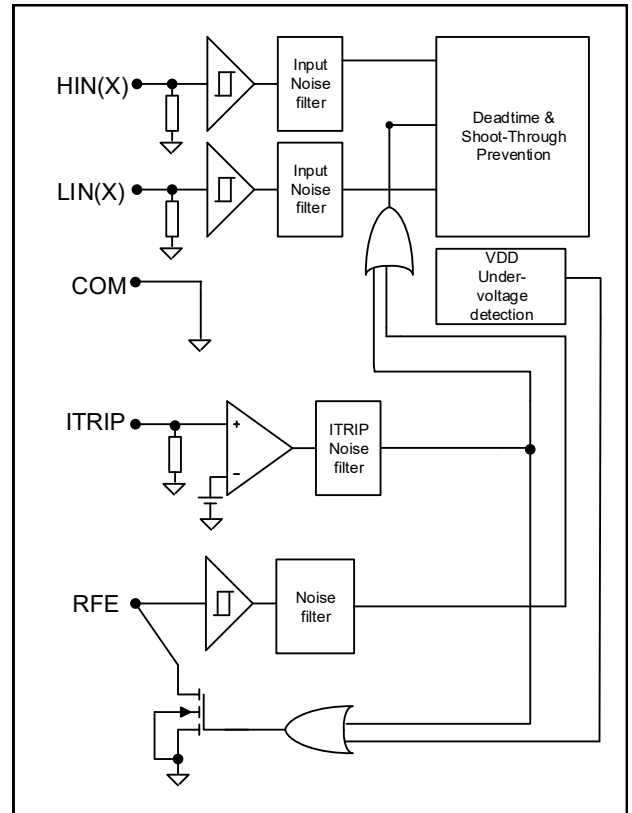 HIN(X)
Input
Noise
filter
Deadtime &
Shoot-Through
Prevention
LIN(X)
Input
Noise
filter
COM
VDD
Under-
voltage
detection
ITRIP
+
-
ITRIP
Noise
filter
RFE
Noise
filter